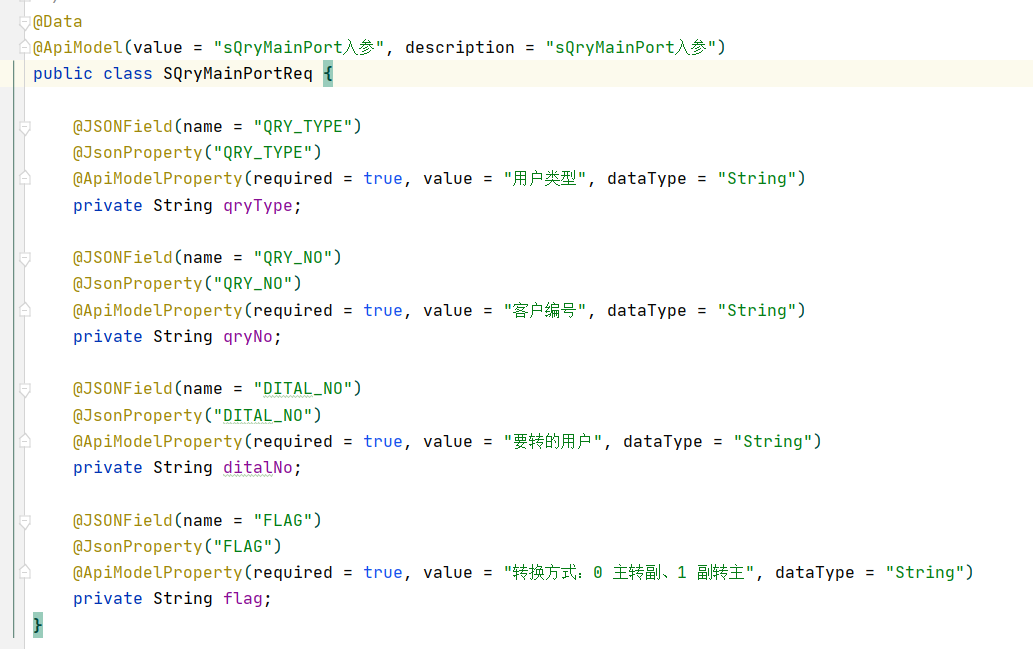 @Data
@ApiModel(value = "sQryMainPort入参", description = "sQryMainPort入参")
public class SQryMainPortReq {
@JSONField(name = "QRY_TYPE")
@JsonProperty("QRY_TYPE")
@ApiModelProperty(required = true, value = "用户类型", dataType = "String")
private String qryType;
@JSONField(name = "QRY_NO")
@JsonProperty("QRY_NO")
@ApiModelProperty(required = true, value = "客户编号", dataType = "String")
private String qryNo;
@JSONField(name = "DITAL_NO")
@JsonProperty("DITAL_NO")
@ApiModelProperty(required = true, value = "要转的用户", dataType = "String")
private String ditalNo;
@JSONField(name = "FLAG")
@JsonProperty("FLAG")
@ApiModelProperty(required = true, value = "转换方式：0 主转副、1 副转主", dataType = "String")
private String flag;
}